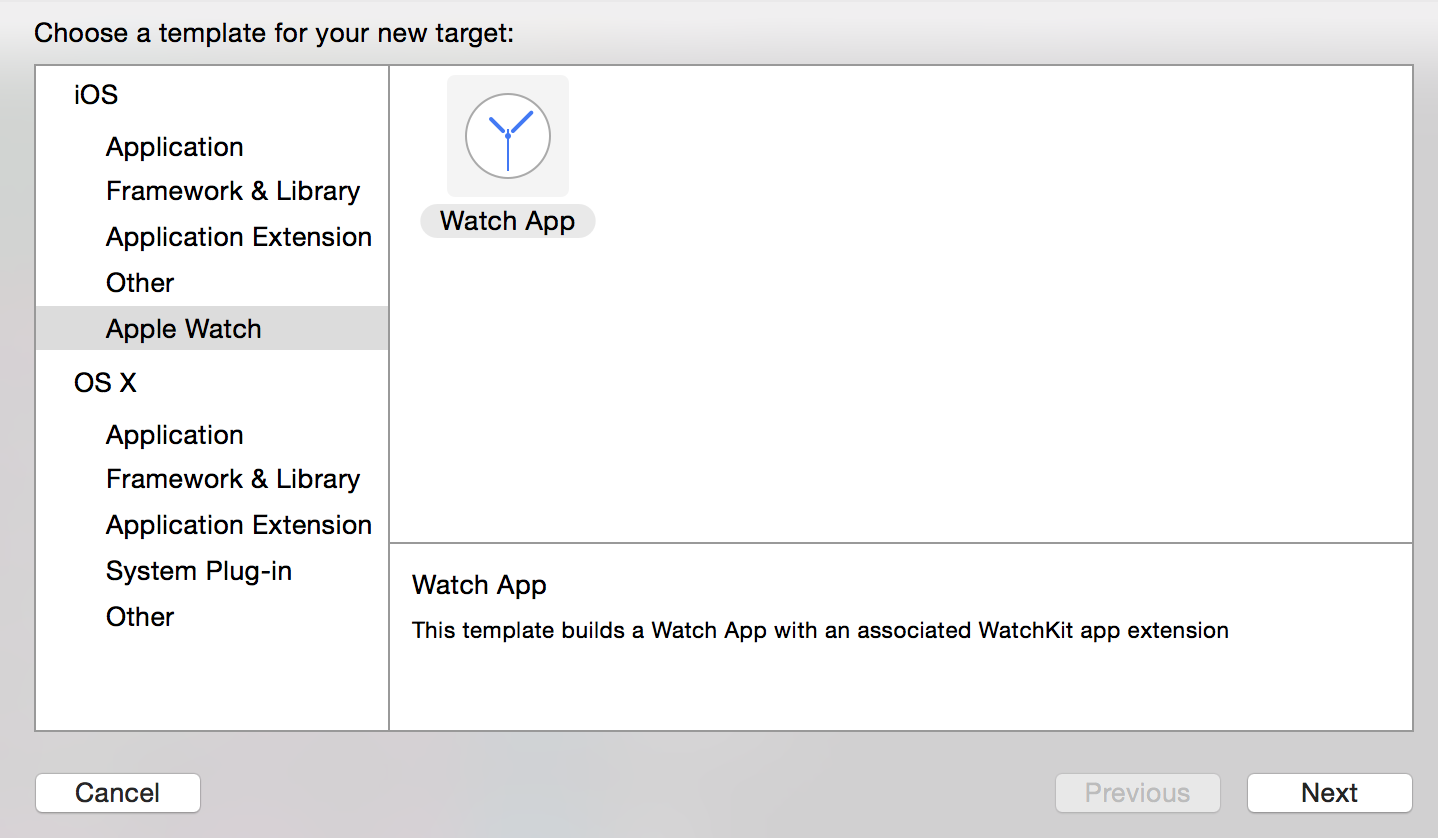 Choose a template for your new target:
iOS
Application
Framework & Library
Application Extension
Other
Apple Watch
OS X
Application
Framework & Library
Application Extension
System Plug-in
Other
Watch App
Watch App
This template builds a Watch App with an associated WatchKit app extension
Cancel
Previous
Next